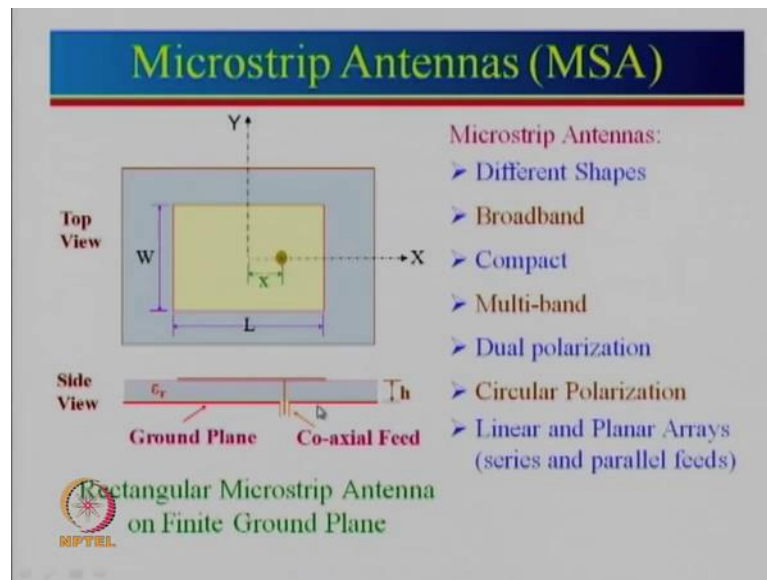 Microstrip Antennas (MSA)
Y
Top
View
W
X
x
L
Side
View
εr
h
Ground Plane
Co-axial Feed
Rectangular Microstrip Antenna
on Finite Ground Plane
NPTEL
Microstrip Antennas:
➢ Different Shapes
➢ Broadband
➢ Compact
➢ Multi-band
➢ Dual polarization
➢ Circular Polarization
➢ Linear and Planar Arrays
(series and parallel feeds)